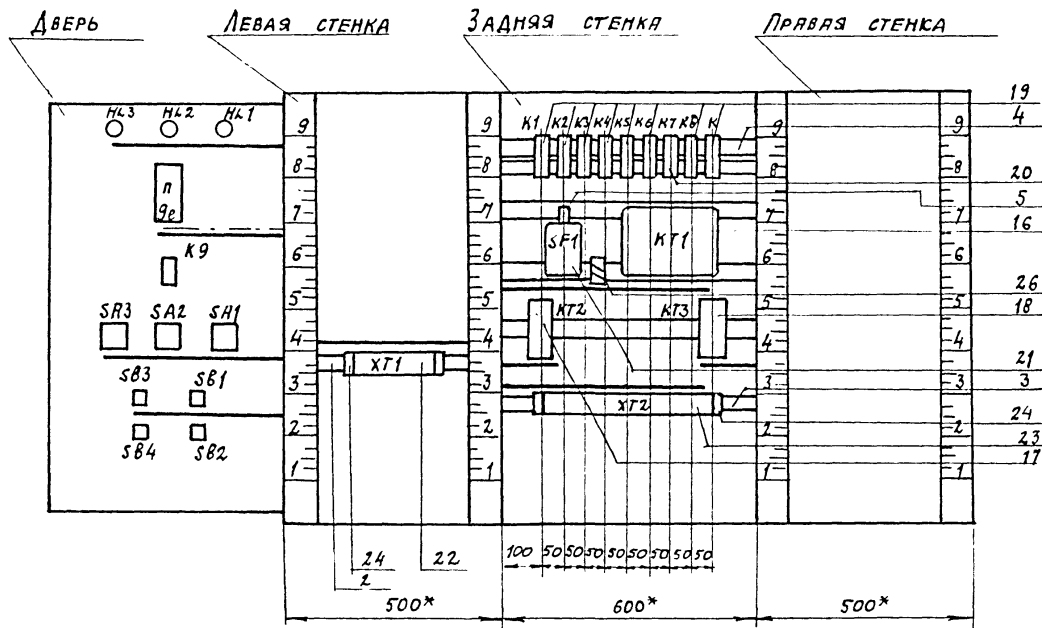 ДВЕРЬ
ЛЕВАЯ СТЕНКА
ЗАДНЯЯ СТЕНКА
ПРАВАЯ СТЕНКА
HL3 HL2 HL1
K1 K2 K3 K4 K5 K6 K7 K8 K
19
4
20
5
16
26
18
21
3
24
23
17
9 9 9 9
8 8 8 8
7 7 7 7
6 6 6 6
5 5 5 5
4 4 4 4
3 3 3 3
2 2 2 2
1 1 1 1
П
9е
K9
SA3 SA2 SA1
SB3 SB1
SB4 SB2
SF1
KT1
KT2 KT3
XT1
XT2
24 22
2
100 50 50 50 50 50 50 50 50
500* 600* 500*